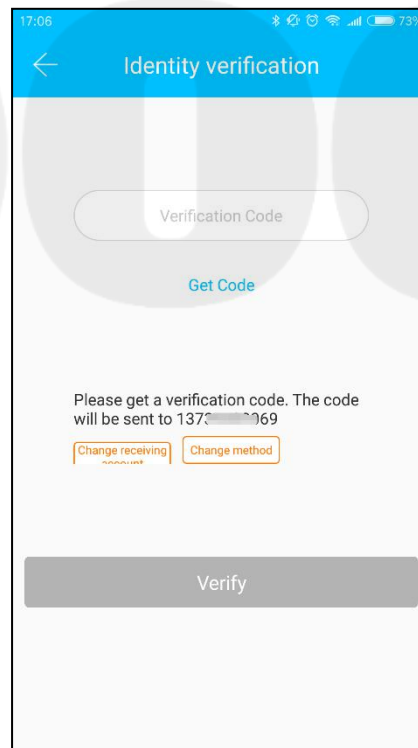 17:06
73%
Identity verification
Verification Code
Get Code
Please get a verification code. The code
will be sent to 137 069
Change receiving
account
Change method
Verify